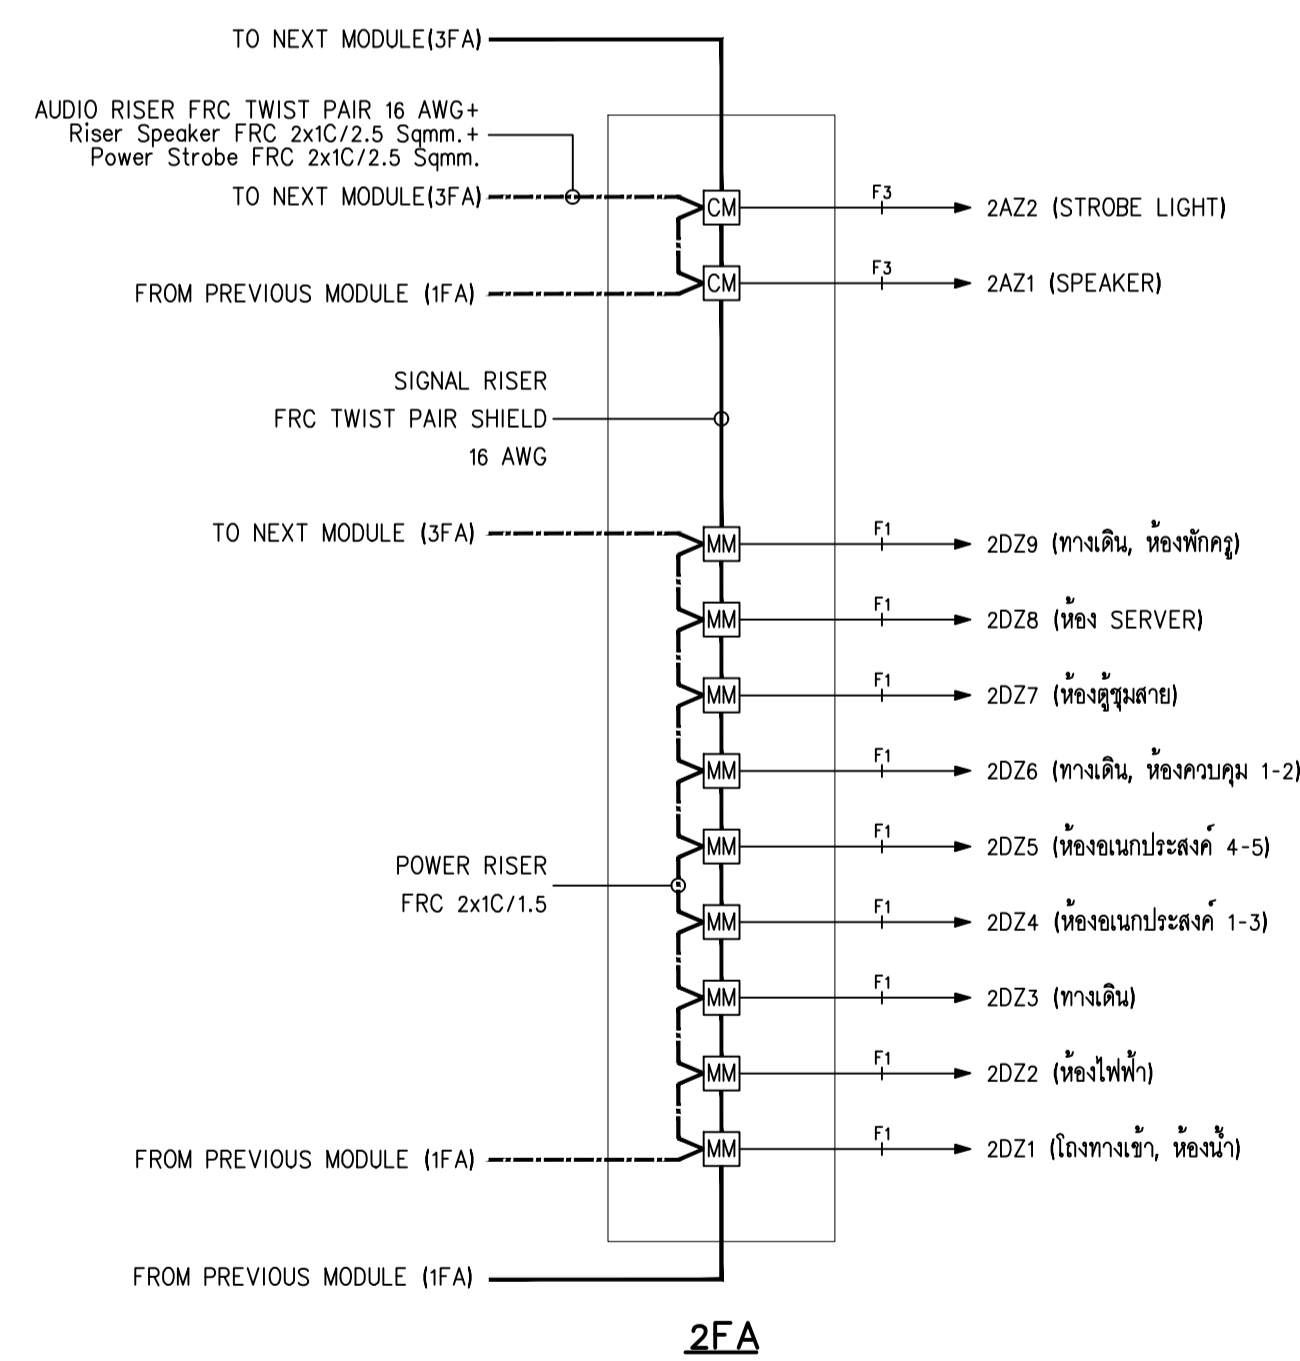 TO NEXT MODULE(3FA)
AUDIO RISER FRC TWIST PAIR 16 AWG+
Riser Speaker FRC 2x1C/2.5 Sqmm.+
Power Strobe FRC 2x1C/2.5 Sqmm.
TO NEXT MODULE(3FA)
CM
F3
2AZ2 (STROBE LIGHT)
CM
F3
2AZ1 (SPEAKER)
FROM PREVIOUS MODULE (1FA)
SIGNAL RISER
FRC TWIST PAIR SHIELD
16 AWG
TO NEXT MODULE (3FA)
MM
F1
2DZ9 (ทางเดิน, ห้องพักครู)
MM
F1
2DZ8 (ห้อง SERVER)
MM
F1
2DZ7 (ห้องตู้ชุมสาย)
MM
F1
2DZ6 (ทางเดิน, ห้องควบคุม 1-2)
MM
F1
2DZ5 (ห้องอเนกประสงค์ 4-5)
POWER RISER
FRC 2x1C/1.5
MM
F1
2DZ4 (ห้องอเนกประสงค์ 1-3)
MM
F1
2DZ3 (ทางเดิน)
MM
F1
2DZ2 (ห้องไฟฟ้า)
MM
F1
2DZ1 (โถงทางเข้า, ห้องน้ำ)
FROM PREVIOUS MODULE (1FA)
FROM PREVIOUS MODULE (1FA)
2FA